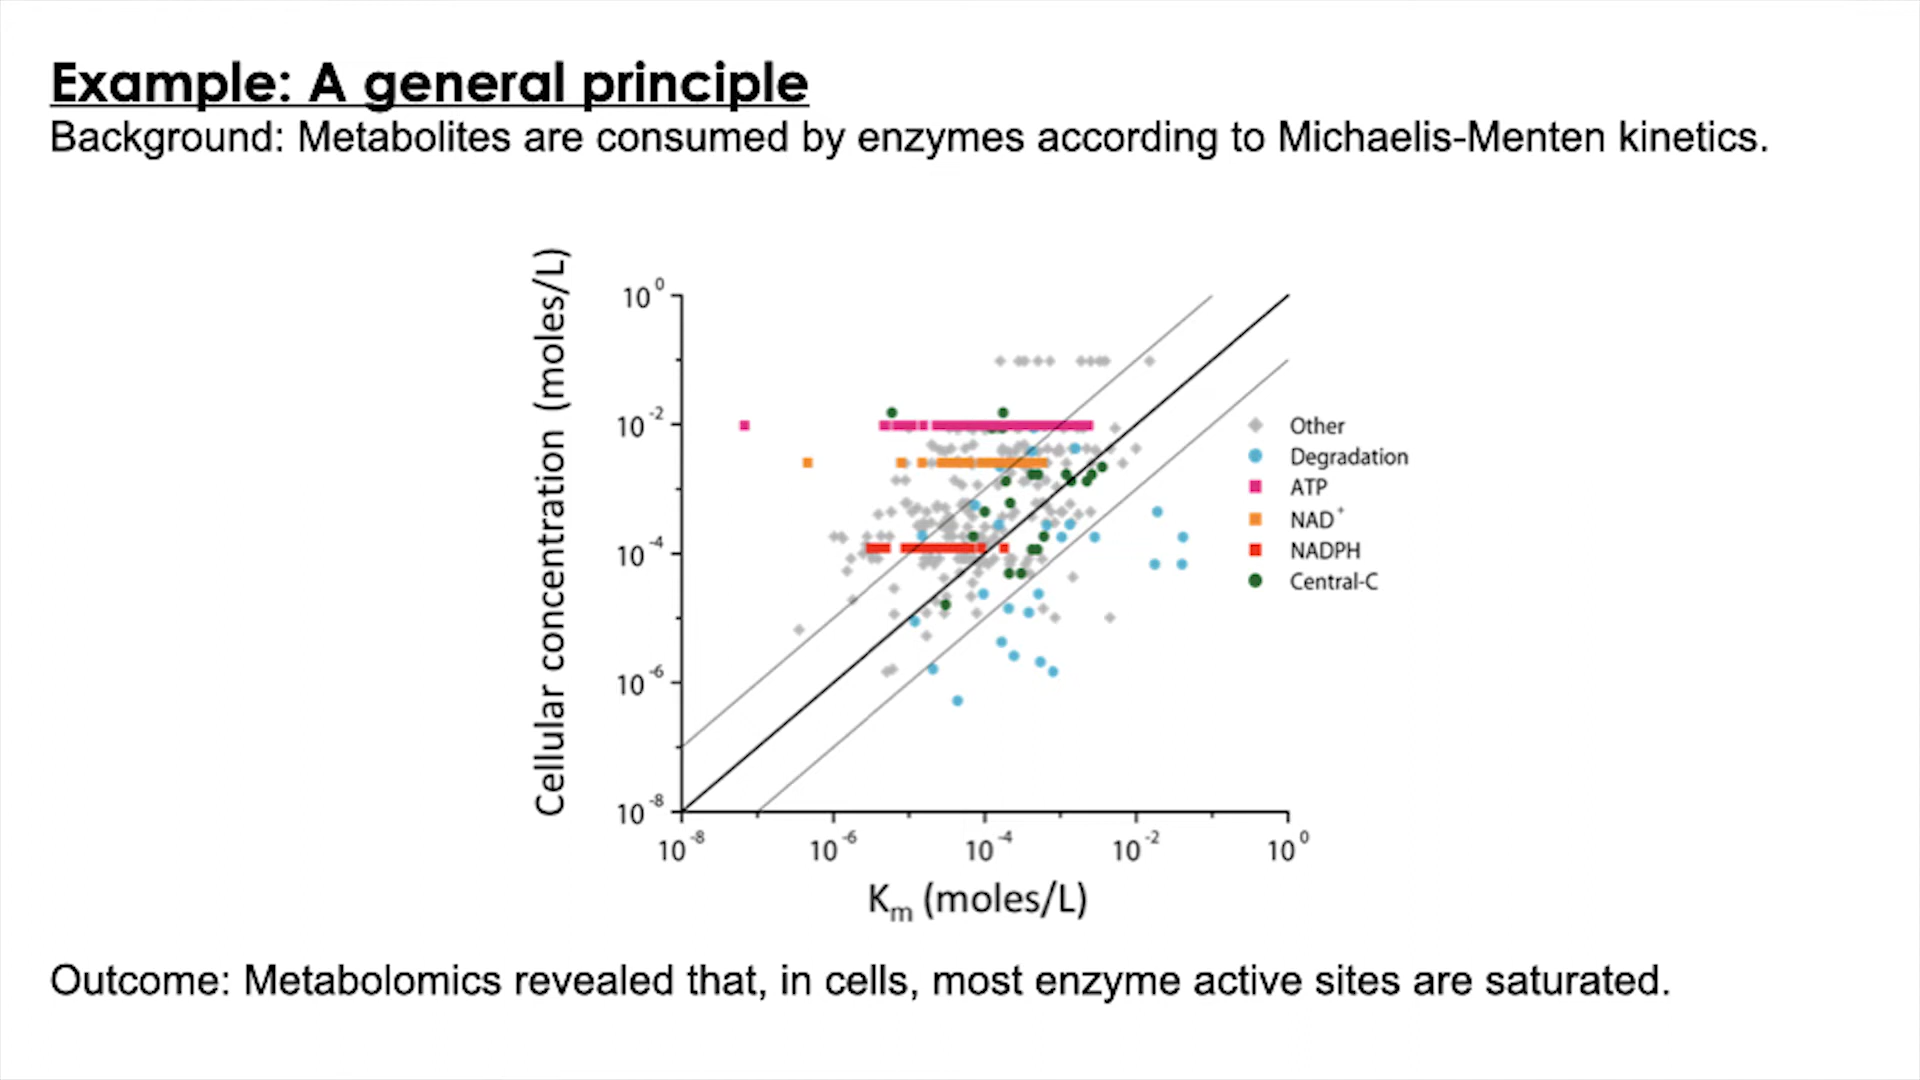 Example: A general principle
Background: Metabolites are consumed by enzymes according to Michaelis-Menten kinetics.
Cellular concentration (moles/L)
10^0
10^-2
10^-4
10^-6
10^-8
10^-8 10^-6 10^-4 10^-2 10^0
Km (moles/L)
Other
Degradation
ATP
NAD+
NADPH
Central-C
Outcome: Metabolomics revealed that, in cells, most enzyme active sites are saturated.